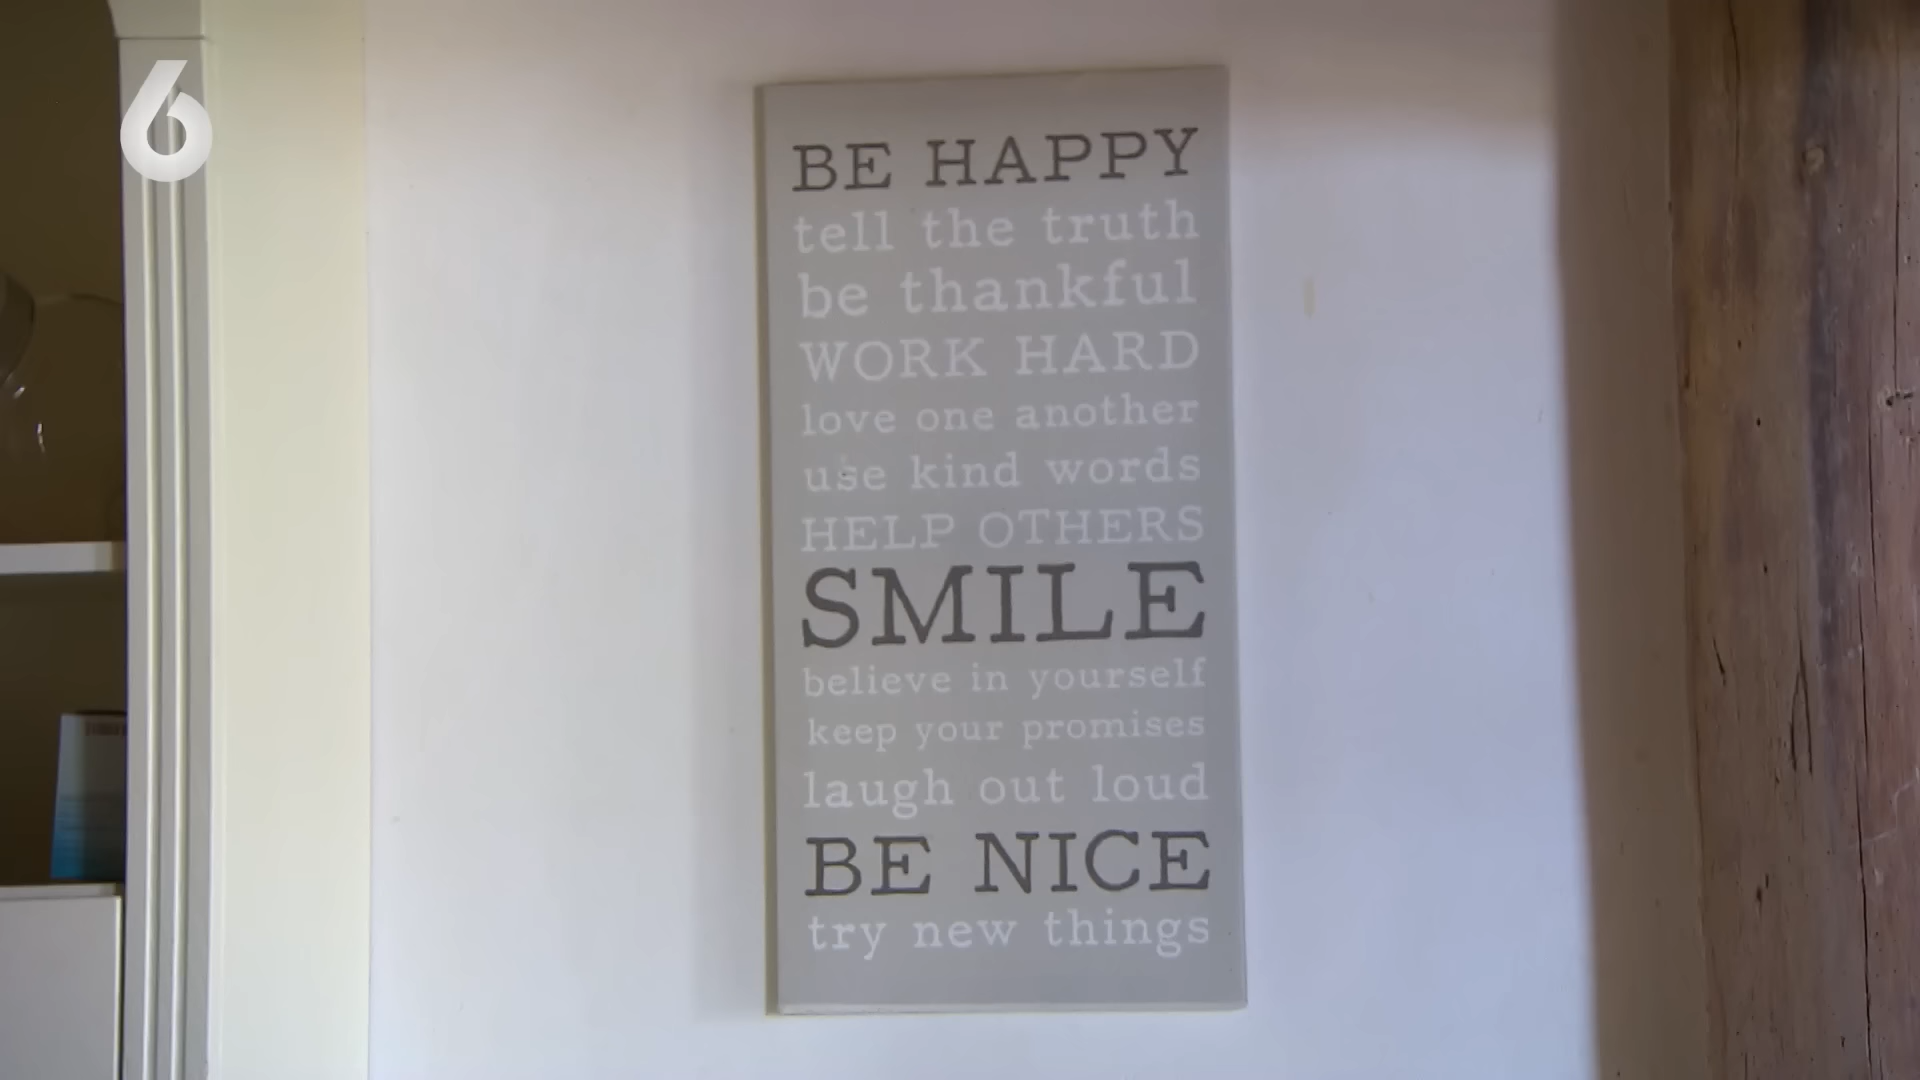 6
BE HAPPY
tell the truth
be thankful
WORK HARD
love one another
use kind words
HELP OTHERS
SMILE
believe in yourself
keep your promises
laugh out loud
BE NICE
try new things